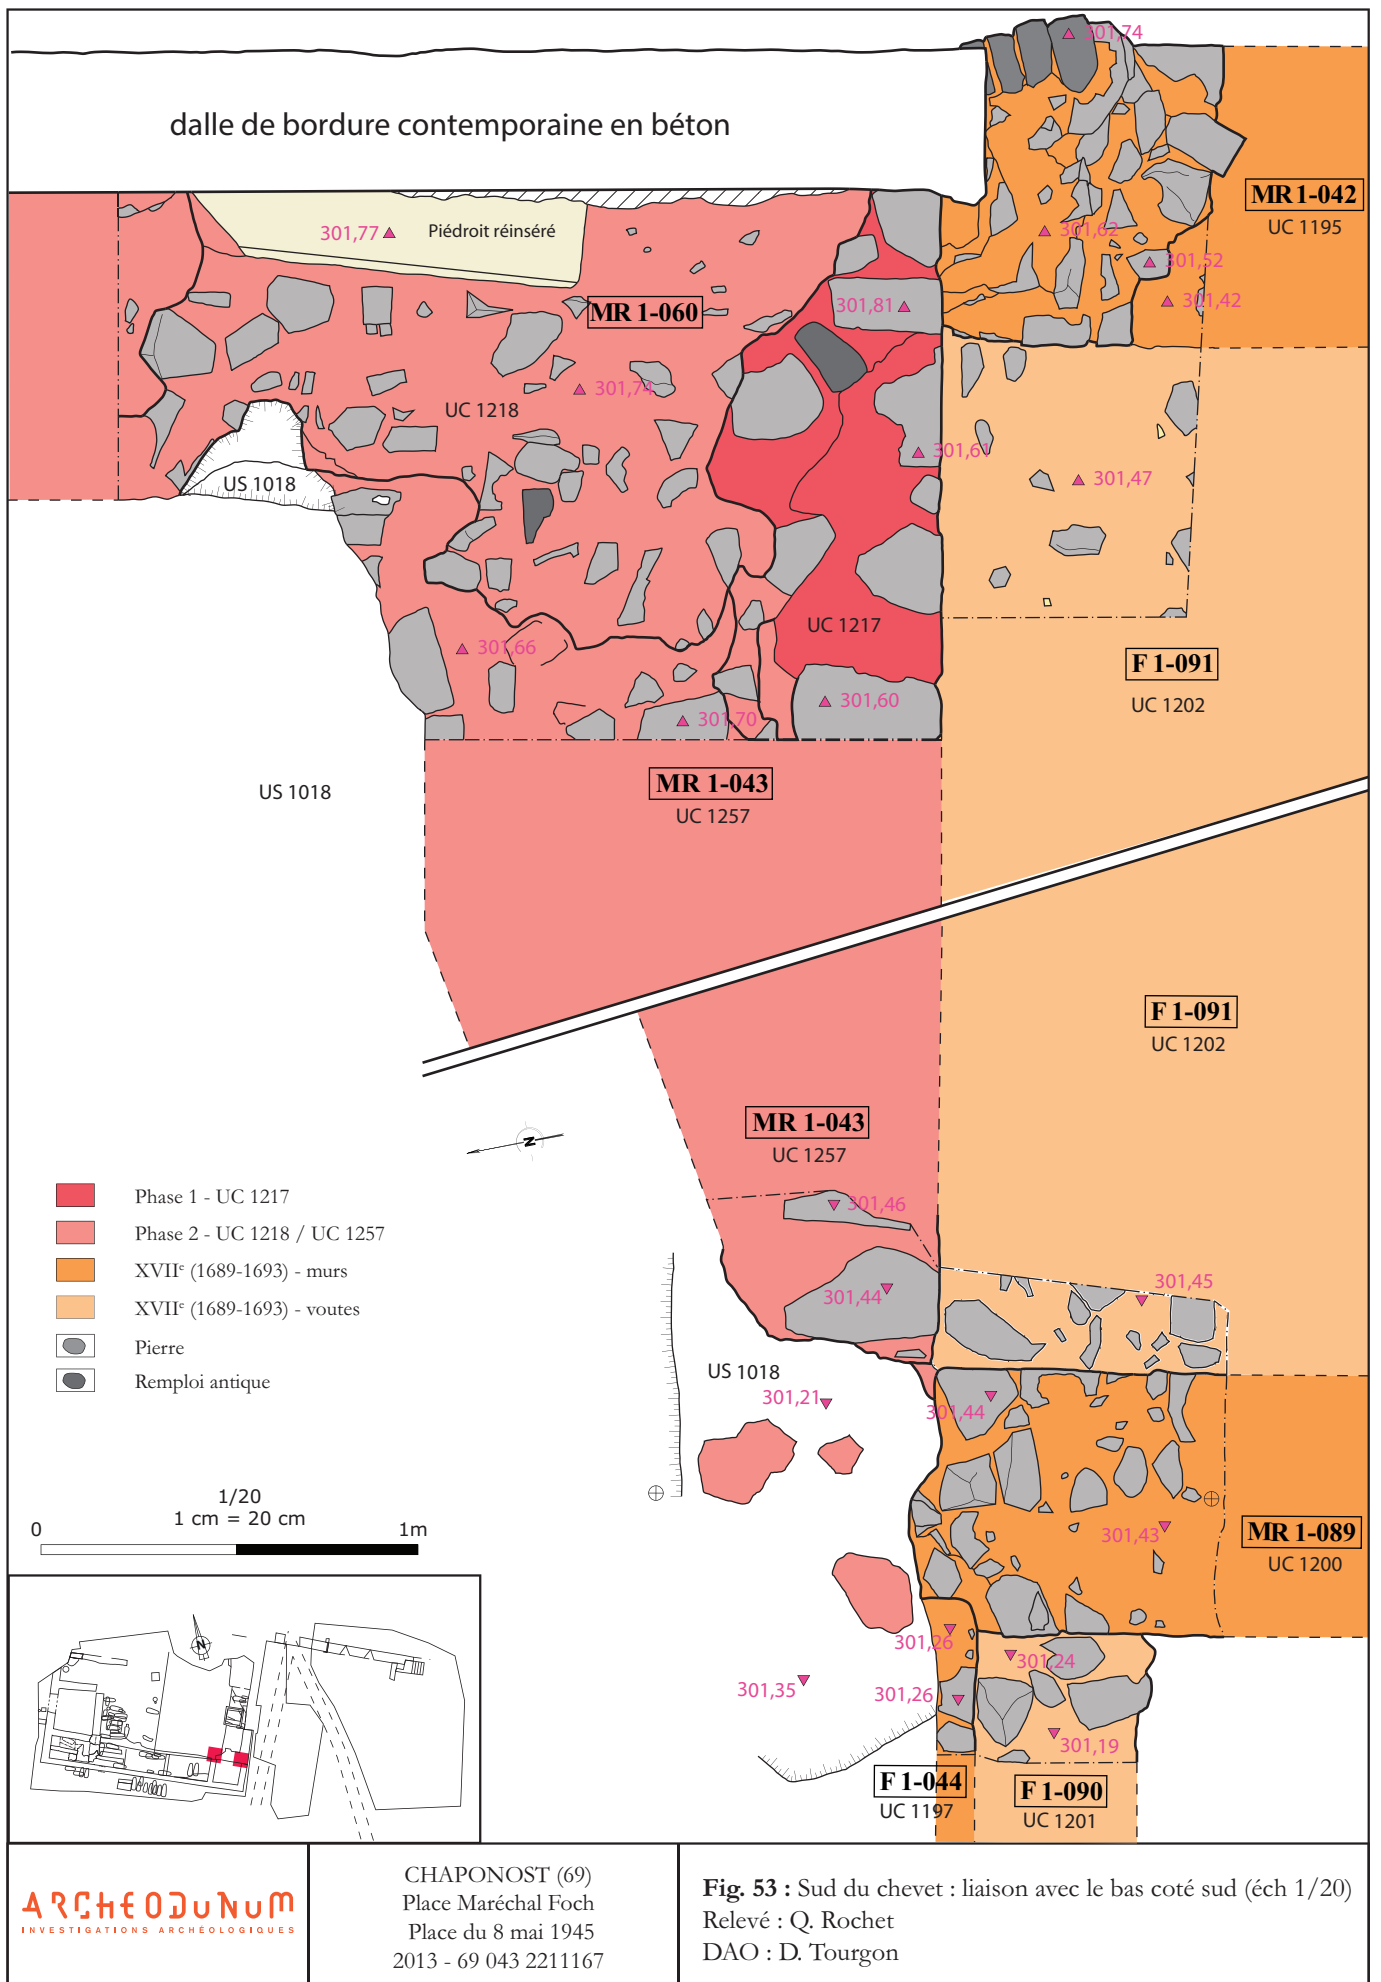 301,74
dalle de bordure contemporaine en béton
MR 1-042
UC 1195
301,77
Piédroit réinséré
301,62
301,52
301,42
MR 1-060
301,81
301,74
UC 1218
301,61
301,47
US 1018
UC 1217
301,66
F 1-091
UC 1202
301,60
301,70
US 1018
MR 1-043
UC 1257
F 1-091
UC 1202
MR 1-043
UC 1257
N
301,46
Phase 1 - UC 1217
Phase 2 - UC 1218 / UC 1257
XVIIe (1689-1693) - murs
XVIIe (1689-1693) - voutes
Pierre
Remploi antique
301,45
301,44
US 1018
301,21
301,44
1/20
1 cm = 20 cm
0
1m
301,43
MR 1-089
UC 1200
301,26
301,24
301,35
301,26
301,19
F 1-044
UC 1197
F 1-090
UC 1201
N
ARCHEODUNUM
INVESTIGATIONS ARCHÉOLOGIQUES
CHAPONOST (69)
Place Maréchal Foch
Place du 8 mai 1945
2013 - 69 043 2211167
Fig. 53 : Sud du chevet : liaison avec le bas coté sud (éch 1/20)
Relevé : Q. Rochet
DAO : D. Tourgon